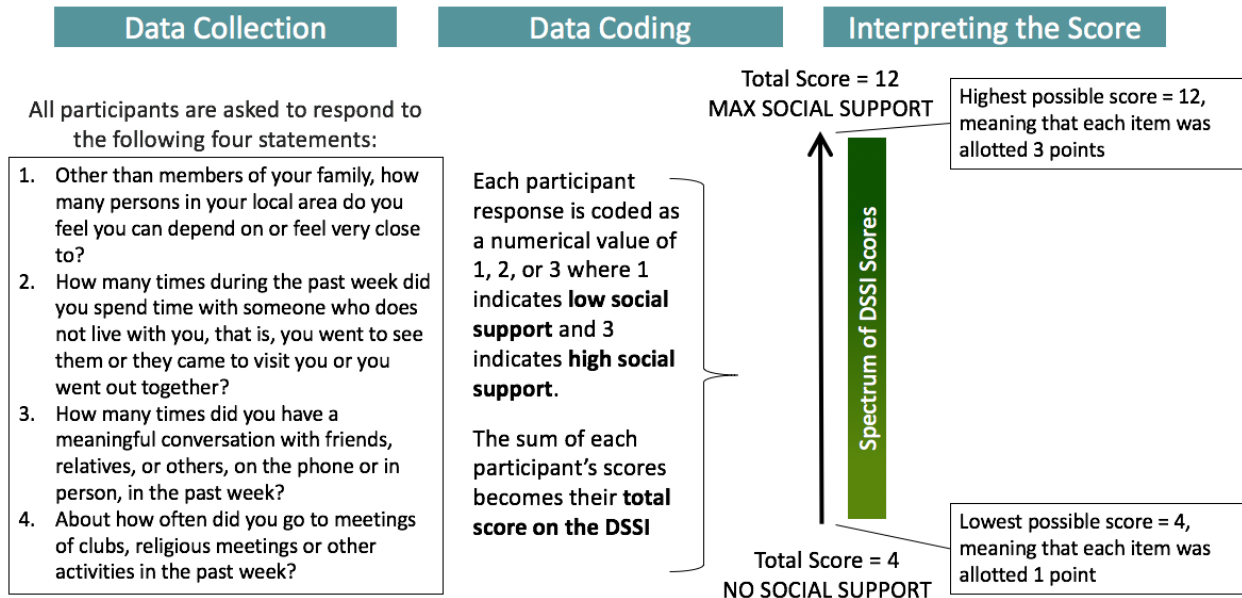 Data Collection
All participants are asked to respond to
the following four statements:
1. Other than members of your family, how
many persons in your local area do you
feel you can depend on or feel very close
to?
2. How many times during the past week did
you spend time with someone who does
not live with you, that is, you went to see
them or they came to visit you or you
went out together?
3. How many times did you have a
meaningful conversation with friends,
relatives, or others, on the phone or in
person, in the past week?
4. About how often did you go to meetings
of clubs, religious meetings or other
activities in the past week?
Data Coding
Each participant
response is coded as
a numerical value of
1, 2, or 3 where 1
indicates low social
support and 3
indicates high social
support.
The sum of each
participant's scores
becomes their total
score on the DSSI
Interpreting the Score
Total Score = 12
MAX SOCIAL SUPPORT
Highest possible score = 12,
meaning that each item was
allotted 3 points
Spectrum of DSSI Scores
Lowest possible score = 4,
meaning that each item was
allotted 1 point
Total Score = 4
NO SOCIAL SUPPORT